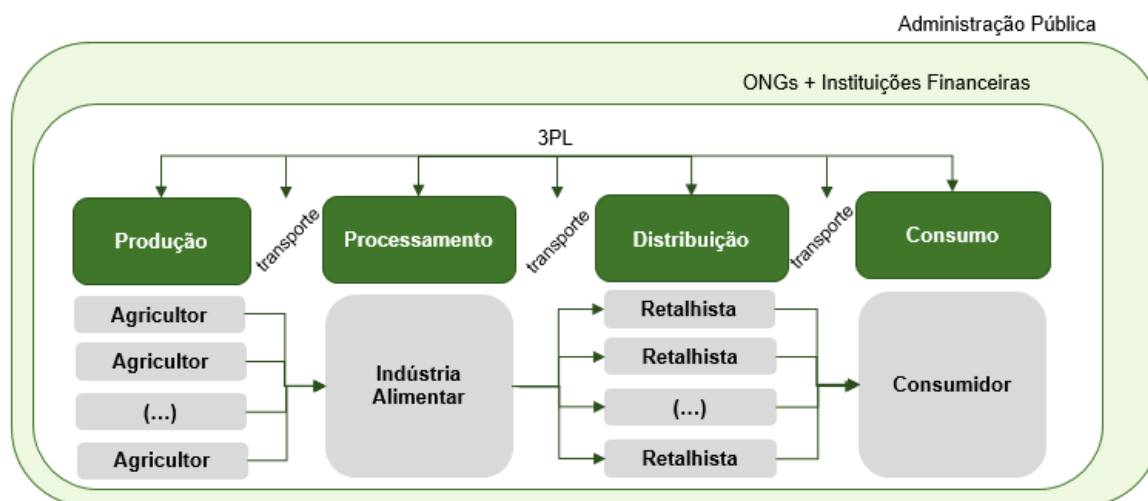 Administração Pública
ONGs + Instituições Financeiras
3PL
Produção
transporte
Processamento
transporte
Distribuição
transporte
Consumo
Agricultor
Agricultor
(...)
Agricultor
Indústria
Alimentar
Retalhista
Retalhista
(...)
Retalhista
Consumidor